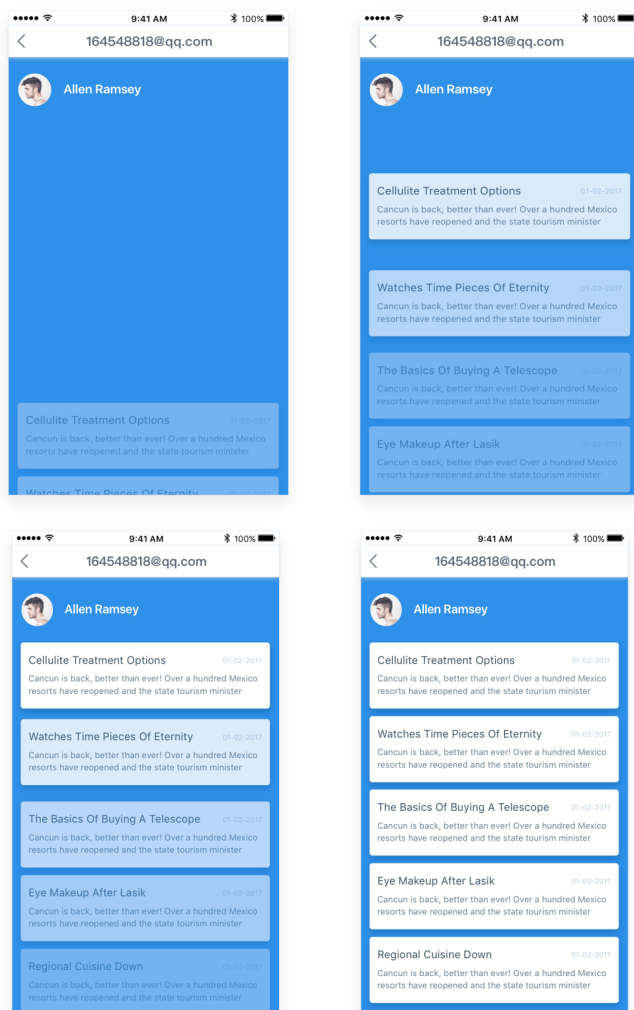 9:41 AM 100%
164548818@qq.com
Allen Ramsey
Cellulite Treatment Options 01-02-2017
Cancun is back, better than ever! Over a hundred Mexico
resorts have reopened and the state tourism minister
Watches Time Pieces Of Eternity 01-02-2017
9:41 AM 100%
164548818@qq.com
Allen Ramsey
Cellulite Treatment Options 01-02-2017
Cancun is back, better than ever! Over a hundred Mexico
resorts have reopened and the state tourism minister
Watches Time Pieces Of Eternity 01-02-2017
Cancun is back, better than ever! Over a hundred Mexico
resorts have reopened and the state tourism minister
The Basics Of Buying A Telescope 01-02-2017
Cancun is back, better than ever! Over a hundred Mexico
resorts have reopened and the state tourism minister
Eye Makeup After Lasik 01-02-2017
Cancun is back, better than ever! Over a hundred Mexico
resorts have reopened and the state tourism minister
9:41 AM 100%
164548818@qq.com
Allen Ramsey
Cellulite Treatment Options 01-02-2017
Cancun is back, better than ever! Over a hundred Mexico
resorts have reopened and the state tourism minister
Watches Time Pieces Of Eternity 01-02-2017
Cancun is back, better than ever! Over a hundred Mexico
resorts have reopened and the state tourism minister
The Basics Of Buying A Telescope 01-02-2017
Cancun is back, better than ever! Over a hundred Mexico
resorts have reopened and the state tourism minister
Eye Makeup After Lasik 01-02-2017
Cancun is back, better than ever! Over a hundred Mexico
resorts have reopened and the state tourism minister
Regional Cuisine Down 01-02-2017
Cancun is back, better than ever! Over a hundred Mexico
resorts have reopened and the state tourism minister
9:41 AM 100%
164548818@qq.com
Allen Ramsey
Cellulite Treatment Options 01-02-2017
Cancun is back, better than ever! Over a hundred Mexico
resorts have reopened and the state tourism minister
Watches Time Pieces Of Eternity 01-02-2017
Cancun is back, better than ever! Over a hundred Mexico
resorts have reopened and the state tourism minister
The Basics Of Buying A Telescope 01-02-2017
Cancun is back, better than ever! Over a hundred Mexico
resorts have reopened and the state tourism minister
Eye Makeup After Lasik 01-02-2017
Cancun is back, better than ever! Over a hundred Mexico
resorts have reopened and the state tourism minister
Regional Cuisine Down 01-02-2017
Cancun is back, better than ever! Over a hundred Mexico
resorts have reopened and the state tourism minister